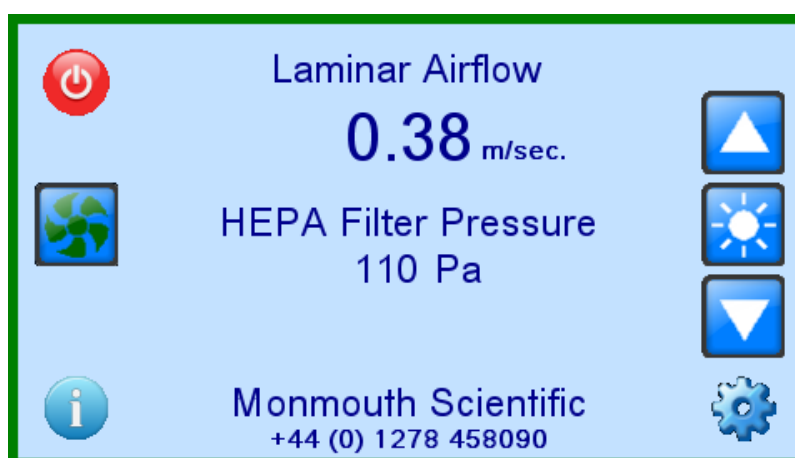 Laminar Airflow
0.38 m/sec.
HEPA Filter Pressure
110 Pa
i
Monmouth Scientific
+44 (0) 1278 458090